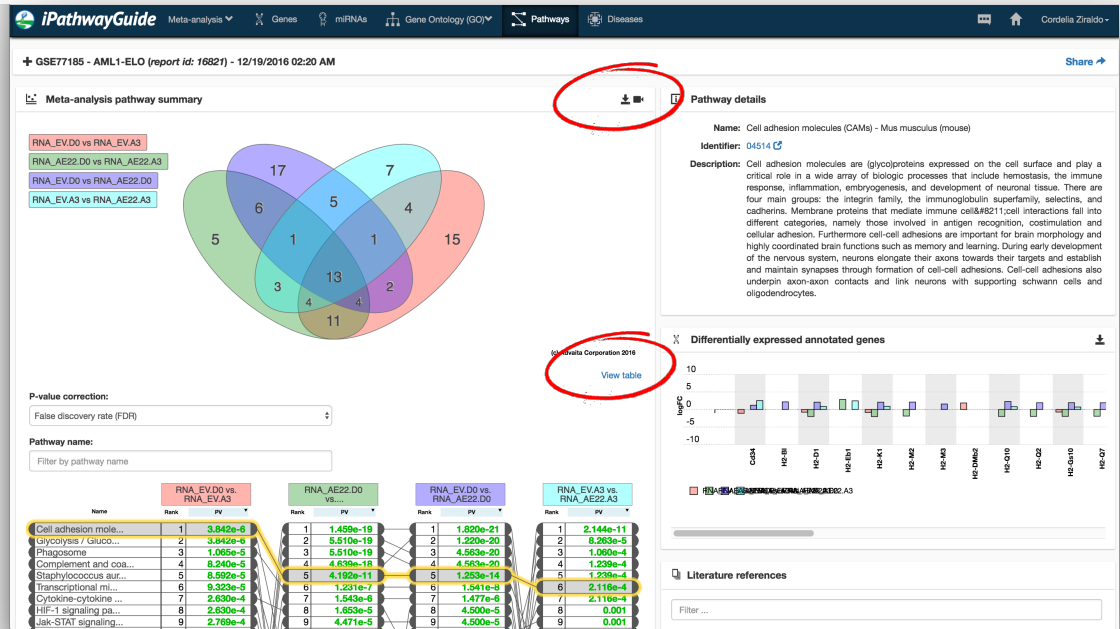 iPathwayGuide Meta-analysis Genes miRNAs Gene Ontology (GO) Pathways Diseases Cordelia Ziraldo
GSE77185 - AML1-ELO (report id: 16821) - 12/19/2016 02:20 AM Share
Meta-analysis pathway summary
RNA_EV.D0 vs RNA_EV.A3
RNA_AE22.D0 vs RNA_AE22.A3
RNA_EV.D0 vs RNA_AE22.D0
RNA_EV.A3 vs RNA_AE22.A3
17 7
6 5 4
5 1 1 15
13
3 2
4 4
11
(c) Advaita Corporation 2016
View table
P-value correction:
False discovery rate (FDR)
Pathway name:
Filter by pathway name
RNA_EV.D0 vs. RNA_AE22.D0 RNA_EV.D0 vs. RNA_EV.A3 vs.
RNA_EV.A3 vs.... RNA_AE22.D0 RNA_AE22.A3
Name Rank PV Rank PV Rank PV Rank PV
Cell adhesion mole... 1 3.842e-6 1 1.459e-19 1 1.820e-21 1 2.144e-11
Glycolysis / Gluco... 2 3.842e-6 2 5.510e-19 2 1.220e-20 2 8.263e-5
Phagosome 3 1.065e-5 3 5.510e-19 3 4.563e-20 3 1.060e-4
Complement and coa... 4 8.240e-5 4 4.639e-18 4 4.563e-20 4 1.239e-4
Staphylococcus aur... 5 8.592e-5 5 4.192e-11 5 1.253e-14 5 1.239e-4
Transcriptional mi... 6 9.323e-5 6 1.231e-7 6 1.541e-8 6 2.116e-4
Cytokine-cytokine ... 7 2.630e-4 7 1.543e-6 7 1.477e-6 7 2.116e-4
HIF-1 signaling pa... 8 2.630e-4 8 1.653e-5 8 4.500e-5 8 0.001
Jak-STAT signaling... 9 2.769e-4 9 4.471e-5 9 4.500e-5 9 0.001
Pathway details
Name: Cell adhesion molecules (CAMs) - Mus musculus (mouse)
Identifier: 04514
Description: Cell adhesion molecules are (glyco)proteins expressed on the cell surface and play a
critical role in a wide array of biologic processes that include hemostasis, the immune
response, inflammation, embryogenesis, and development of neuronal tissue. There are
four main groups: the integrin family, the immunoglobulin superfamily, selectins, and
cadherins. Membrane proteins that mediate immune cell&#8211;cell interactions fall into
different categories, namely those involved in antigen recognition, costimulation and
cellular adhesion. Furthermore cell-cell adhesions are important for brain morphology and
highly coordinated brain functions such as memory and learning. During early development
of the nervous system, neurons elongate their axons towards their targets and establish
and maintain synapses through formation of cell-cell adhesions. Cell-cell adhesions also
underpin axon-axon contacts and link neurons with supporting schwann cells and
oligodendrocytes.
Differentially expressed annotated genes
logFC
10
5
0
-5
-10
Cd34 H2-Bl H2-D1 H2-Eb1 H2-K1 H2-M2 H2-M3 H2-DMb2 H2-Q10 H2-Q2 H2-Gs10 H2-Q7
Literature references
Filter ...